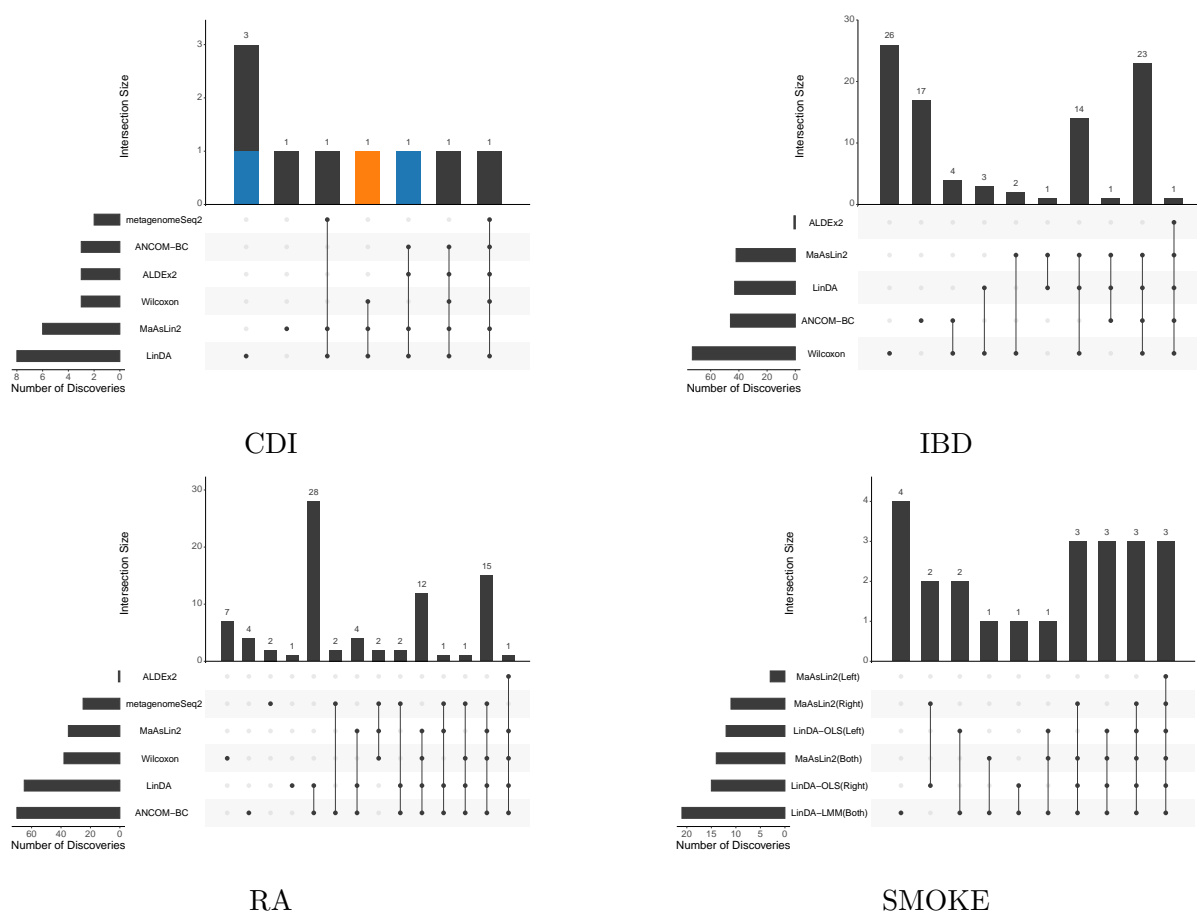 3
3
2
1
0
Intersection Size
1 1 1 1 1 1
metagenomeSeq2
ANCOM−BC
ALDEx2
Wilcoxon
MaAsLin2
LinDA
8 6 4 2 0
Number of Discoveries
CDI
30
20
10
0
Intersection Size
26 17 4 3 2 1 14 1 23 1
ALDEx2
MaAsLin2
LinDA
ANCOM−BC
Wilcoxon
60 40 20 0
Number of Discoveries
IBD
30
20
10
0
Intersection Size
7 4 2 1 28 2 4 2 2 12 1 1 15 1
ALDEx2
metagenomeSeq2
MaAsLin2
Wilcoxon
LinDA
ANCOM−BC
60 40 20 0
Number of Discoveries
RA
4
3
2
1
0
Intersection Size
4 2 2 1 1 1 3 3 3 3
MaAsLin2(Left)
MaAsLin2(Right)
LinDA−OLS(Left)
MaAsLin2(Both)
LinDA−OLS(Right)
LinDA−LMM(Both)
20 15 10 5 0
Number of Discoveries
SMOKE